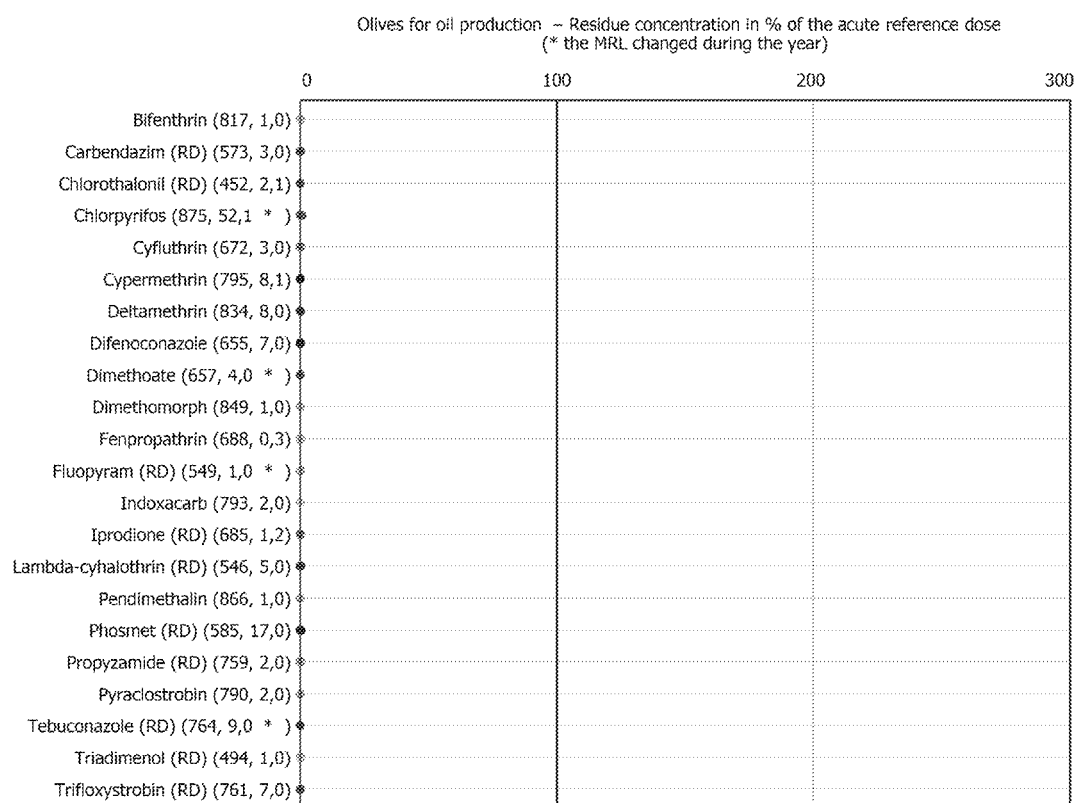 Olives for oil production – Residue concentration in % of the acute reference dose
(* the MRL changed during the year)
0 100 200 300
Bifenthrin (817, 1,0)
Carbendazim (RD) (573, 3,0)
Chlorothalonil (RD) (452, 2,1)
Chlorpyrifos (875, 52,1 * )
Cyfluthrin (672, 3,0)
Cypermethrin (795, 8,1)
Deltamethrin (834, 8,0)
Difenoconazole (655, 7,0)
Dimethoate (657, 4,0 * )
Dimethomorph (849, 1,0)
Fenpropathrin (688, 0,3)
Fluopyram (RD) (549, 1,0 * )
Indoxacarb (793, 2,0)
Iprodione (RD) (685, 1,2)
Lambda-cyhalothrin (RD) (546, 5,0)
Pendimethalin (866, 1,0)
Phosmet (RD) (585, 17,0)
Propyzamide (RD) (759, 2,0)
Pyraclostrobin (790, 2,0)
Tebuconazole (RD) (764, 9,0 * )
Triadimenol (RD) (494, 1,0)
Trifloxystrobin (RD) (761, 7,0)